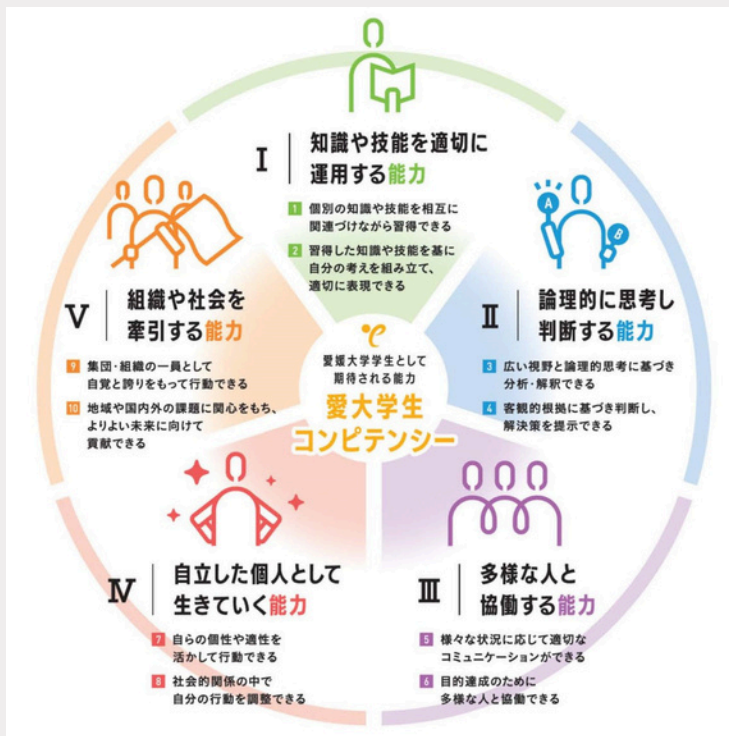 I
知識や技能を適切に
運用する能力
1 個別の知識や技能を相互に
関連づけながら習得できる
2 習得した知識や技能を基に
自分の考えを組み立て、
適切に表現できる
II
論理的に思考し
判断する能力
3 広い視野と論理的思考に基づき
分析・解釈できる
4 客観的根拠に基づき判断し、
解決策を提示できる
A
B
III
多様な人と
協働する能力
5 様々な状況に応じて適切な
コミュニケーションができる
6 目的達成のために
多様な人と協働できる
IV
自立した個人として
生きていく能力
7 自らの個性や適性を
活かして行動できる
8 社会的関係の中で
自分の行動を調整できる
V
組織や社会を
牽引する能力
9 集団・組織の一員として
自覚と誇りをもって行動できる
10 地域や国内外の課題に関心をもち、
よりよい未来に向けて
貢献できる
愛媛大学学生として
期待される能力
愛大学生
コンピテンシー